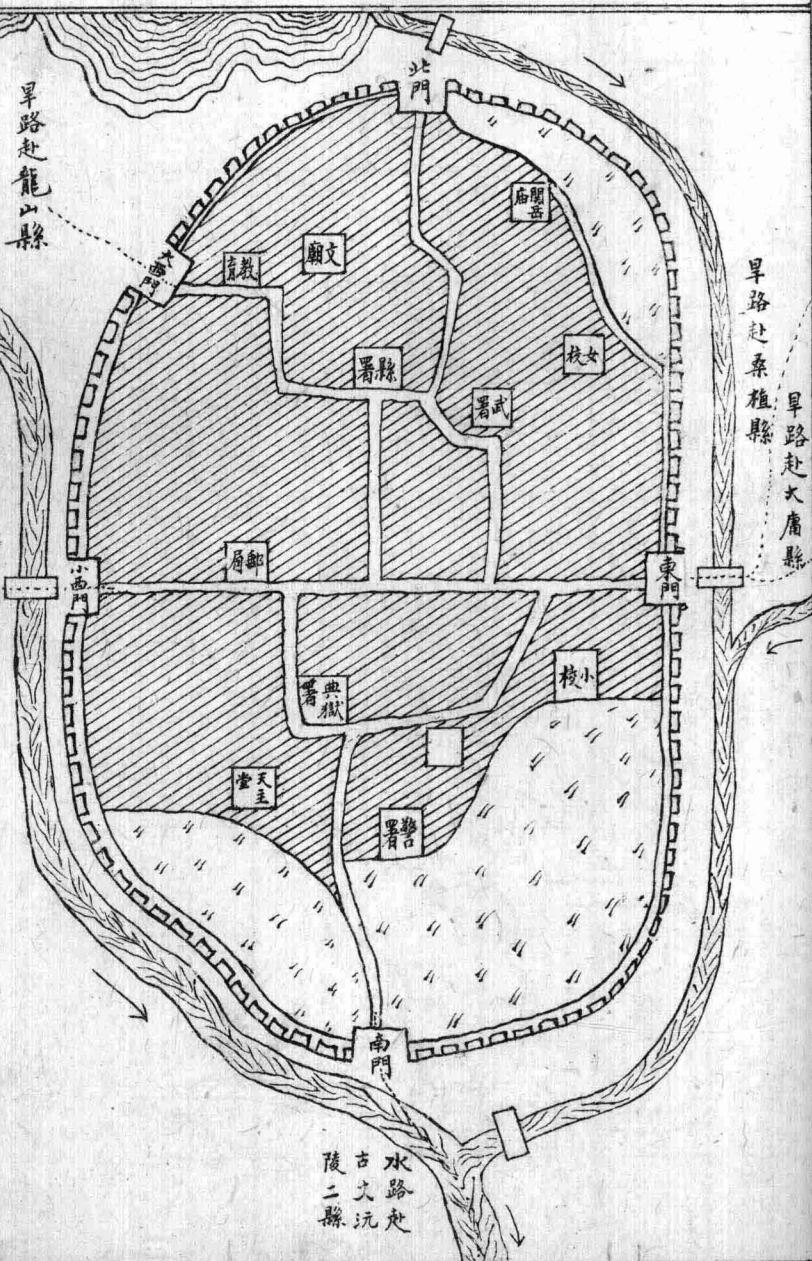 北門
旱路赴龍山縣
大西門
教育
文廟
關岳
廟
縣署
武署
女校
旱路赴桑植縣
旱路赴大庸縣
小西門
郵局
東門
典獄
署
小校
天主
堂
警署
南門
水路赴
古丈沅
陵二縣